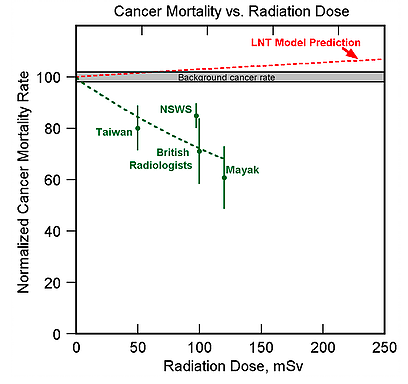 Cancer Mortality vs. Radiation Dose
LNT Model Prediction
100
Background cancer rate
NSWS
80
Taiwan
British
Radiologists
Mayak
60
40
20
0
0
50
100
150
200
250
Normalized Cancer Mortality Rate
Radiation Dose, mSv